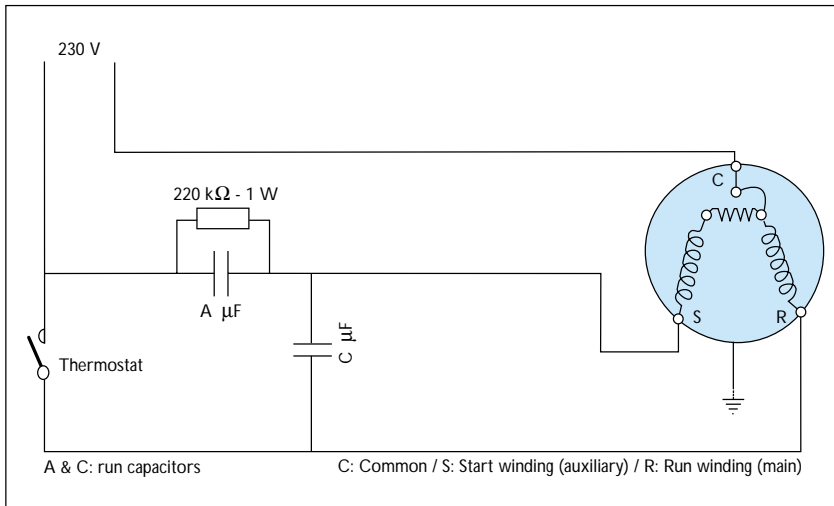 230 V
C
220 kΩ - 1 W
A µF
S
R
C µF
Thermostat
A & C: run capacitors
C: Common / S: Start winding (auxiliary) / R: Run winding (main)